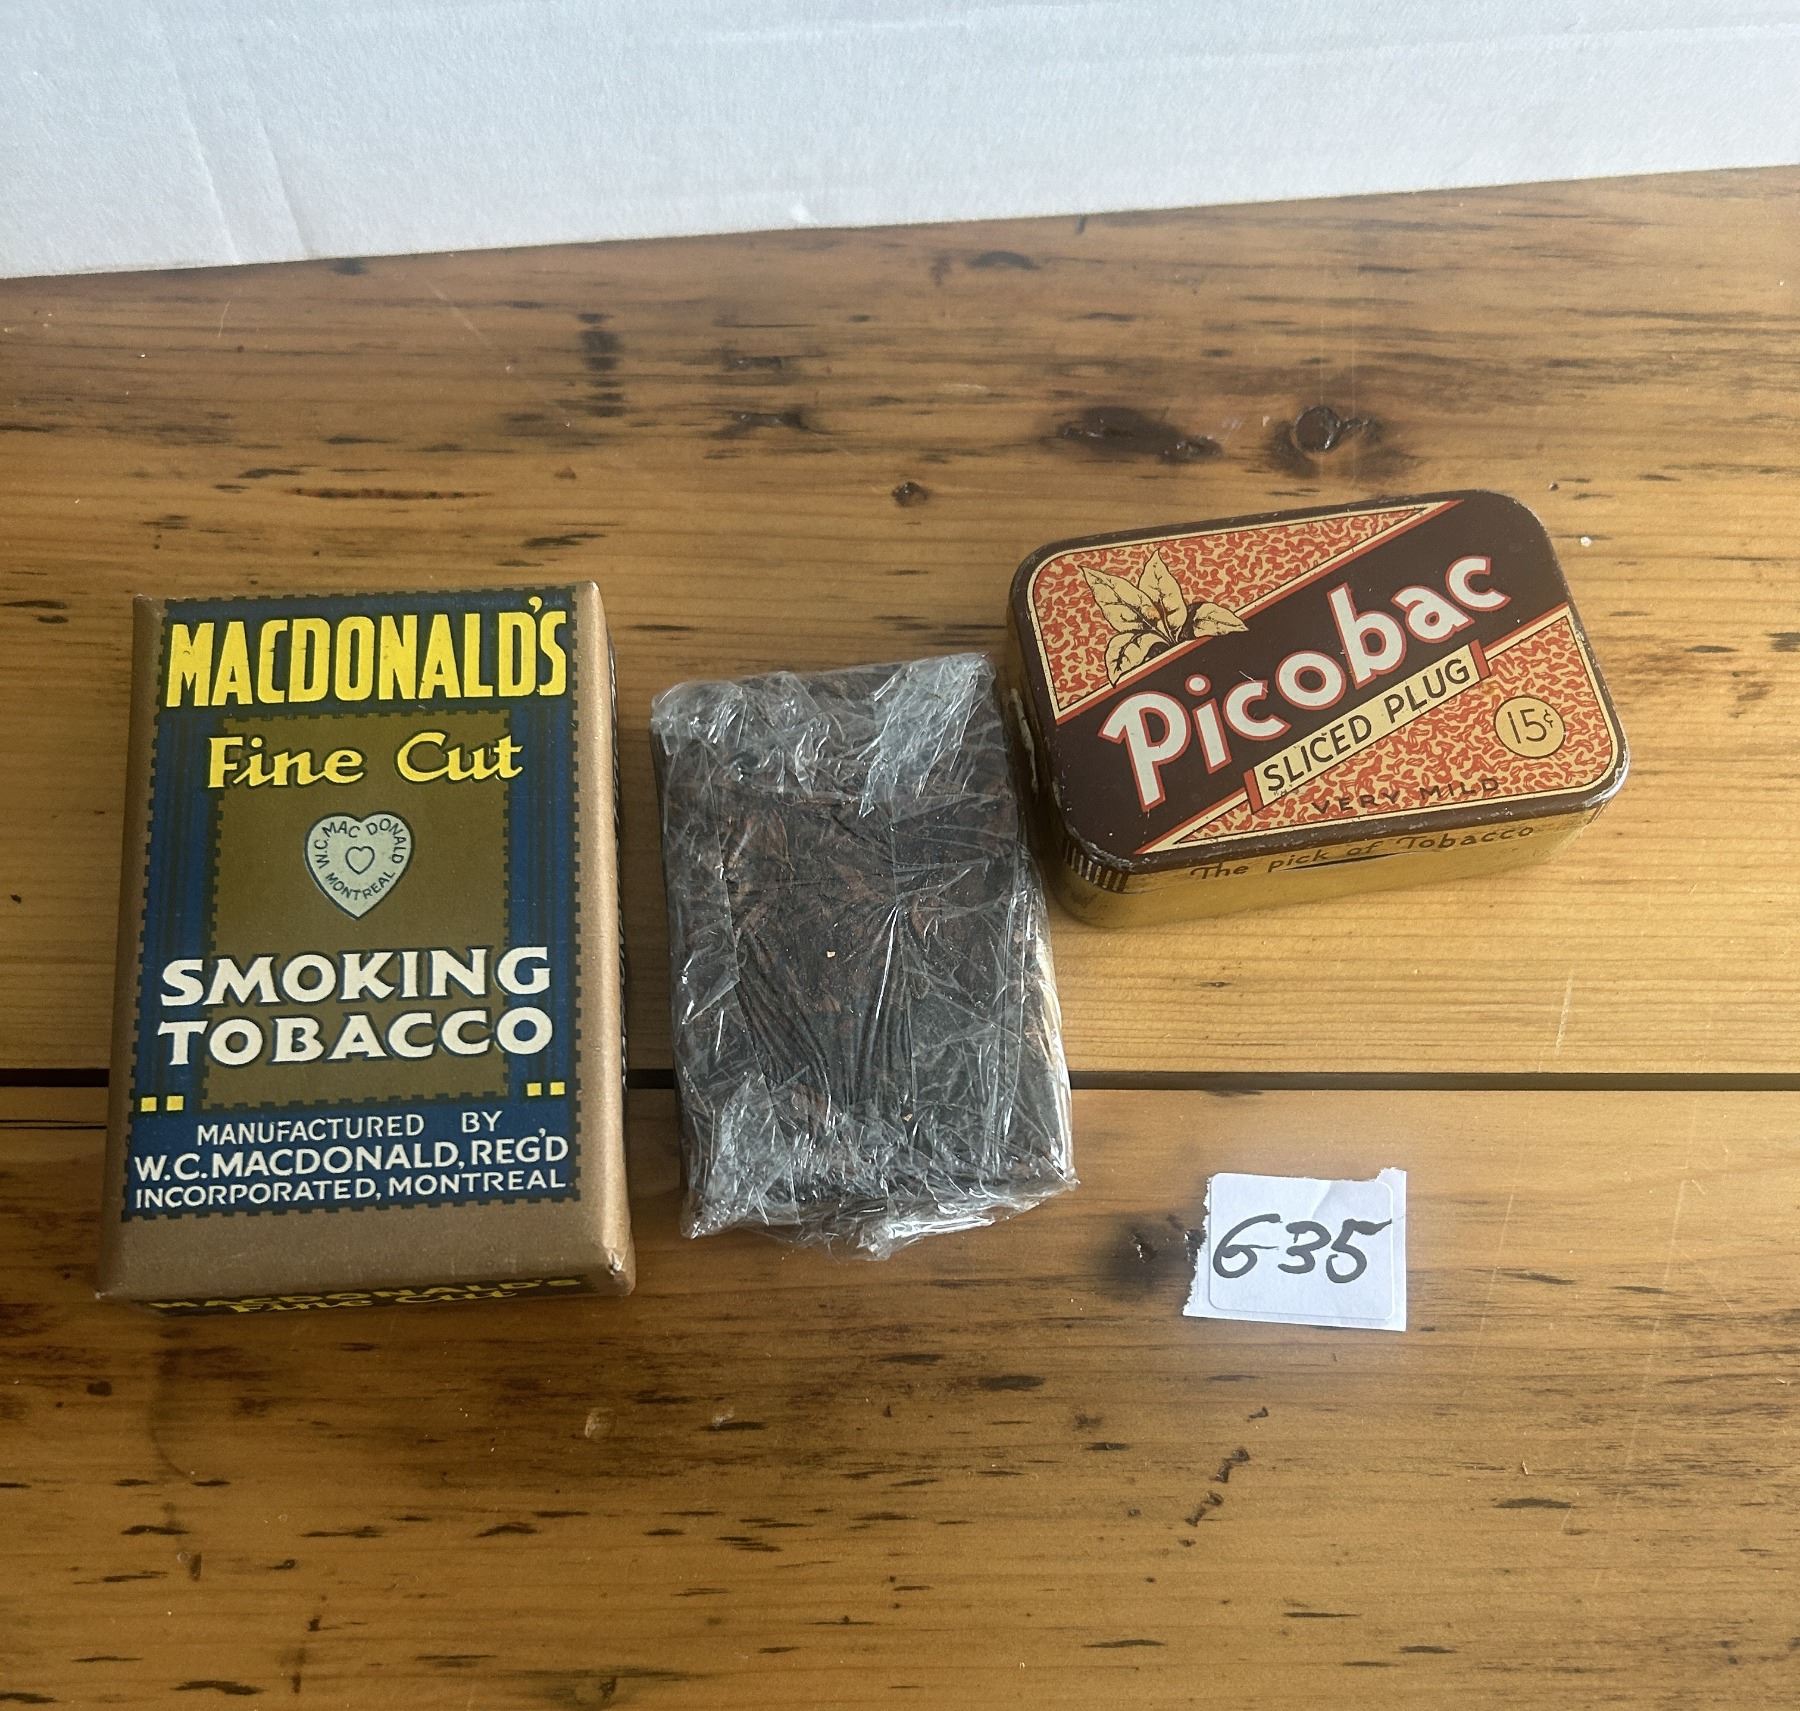 MACDONALD'S
Fine Cut
W.C. MAC DONALD
MONTREAL
SMOKING
TOBACCO
MANUFACTURED BY
W.C. MACDONALD, REG'D
INCORPORATED, MONTREAL
MACDONALD'S
Fine Cut
Picobac
SLICED PLUG
15¢
VERY MILD
The pick of Tobacco
635